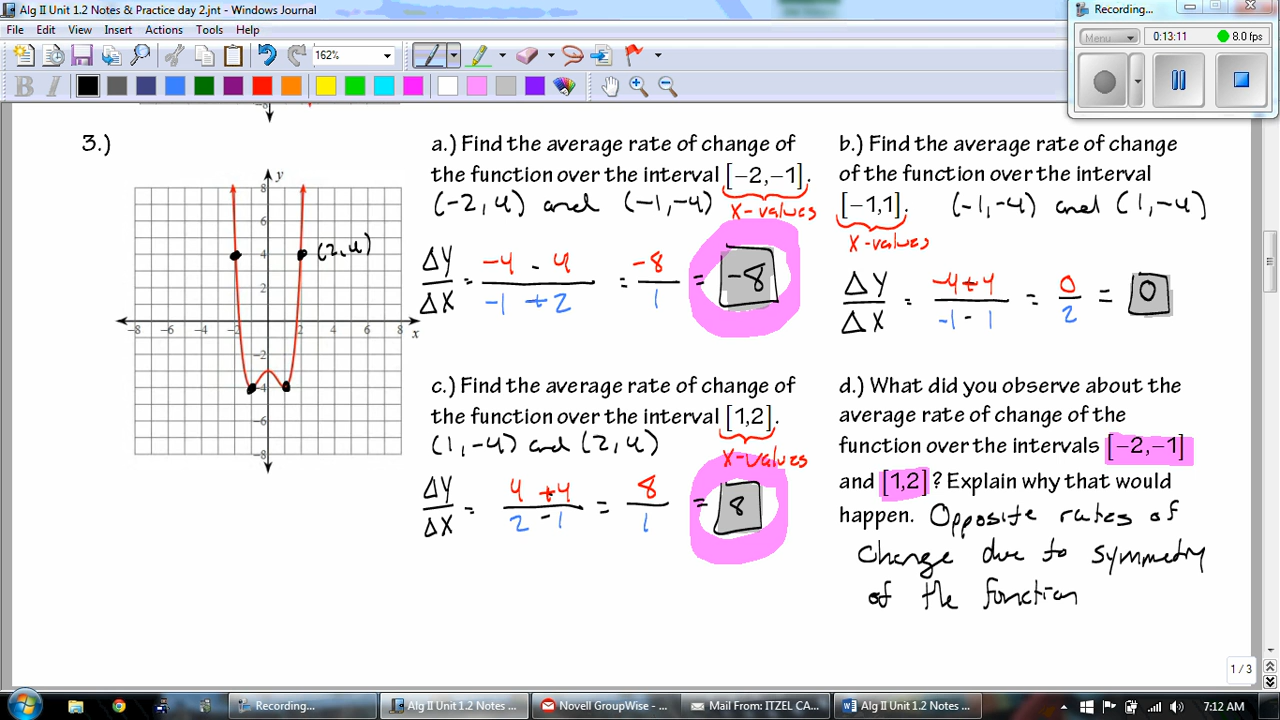 Alg II Unit 1.2 Notes & Practice day 2.jnt - Windows Journal
File Edit View Insert Actions Tools Help
162%
B I
Recording...
Menu 0:13:11 8.0 fps
3.)
y
x
-8 -6 -4 -2 2 4 6 8
8
6
4
2
-2
-4
-6
-8
(2,4)
a.) Find the average rate of change of
the function over the interval [-2,-1].
(-2,4) and (-1,-4) x-values
ΔY/ΔX = (-4 - 4)/(-1 + 2) = -8/1 = -8
b.) Find the average rate of change
of the function over the interval
[-1,1]. (-1,-4) and (1,-4)
x-values
ΔY/ΔX = (-4+4)/(-1 - 1) = 0/2 = 0
c.) Find the average rate of change of
the function over the interval [1,2].
(1,-4) and (2,4) x-values
ΔY/ΔX = (4 +4)/(2 -1) = 8/1 = 8
d.) What did you observe about the
average rate of change of the
function over the intervals [-2,-1]
and [1,2]? Explain why that would
happen. Opposite rates of
change due to symmetry
of the function
1/3
Recording... Alg II Unit 1.2 Notes ... Novell GroupWise - ... Mail From: ITZEL CA... Alg II Unit 1.2 Notes ... 7:12 AM